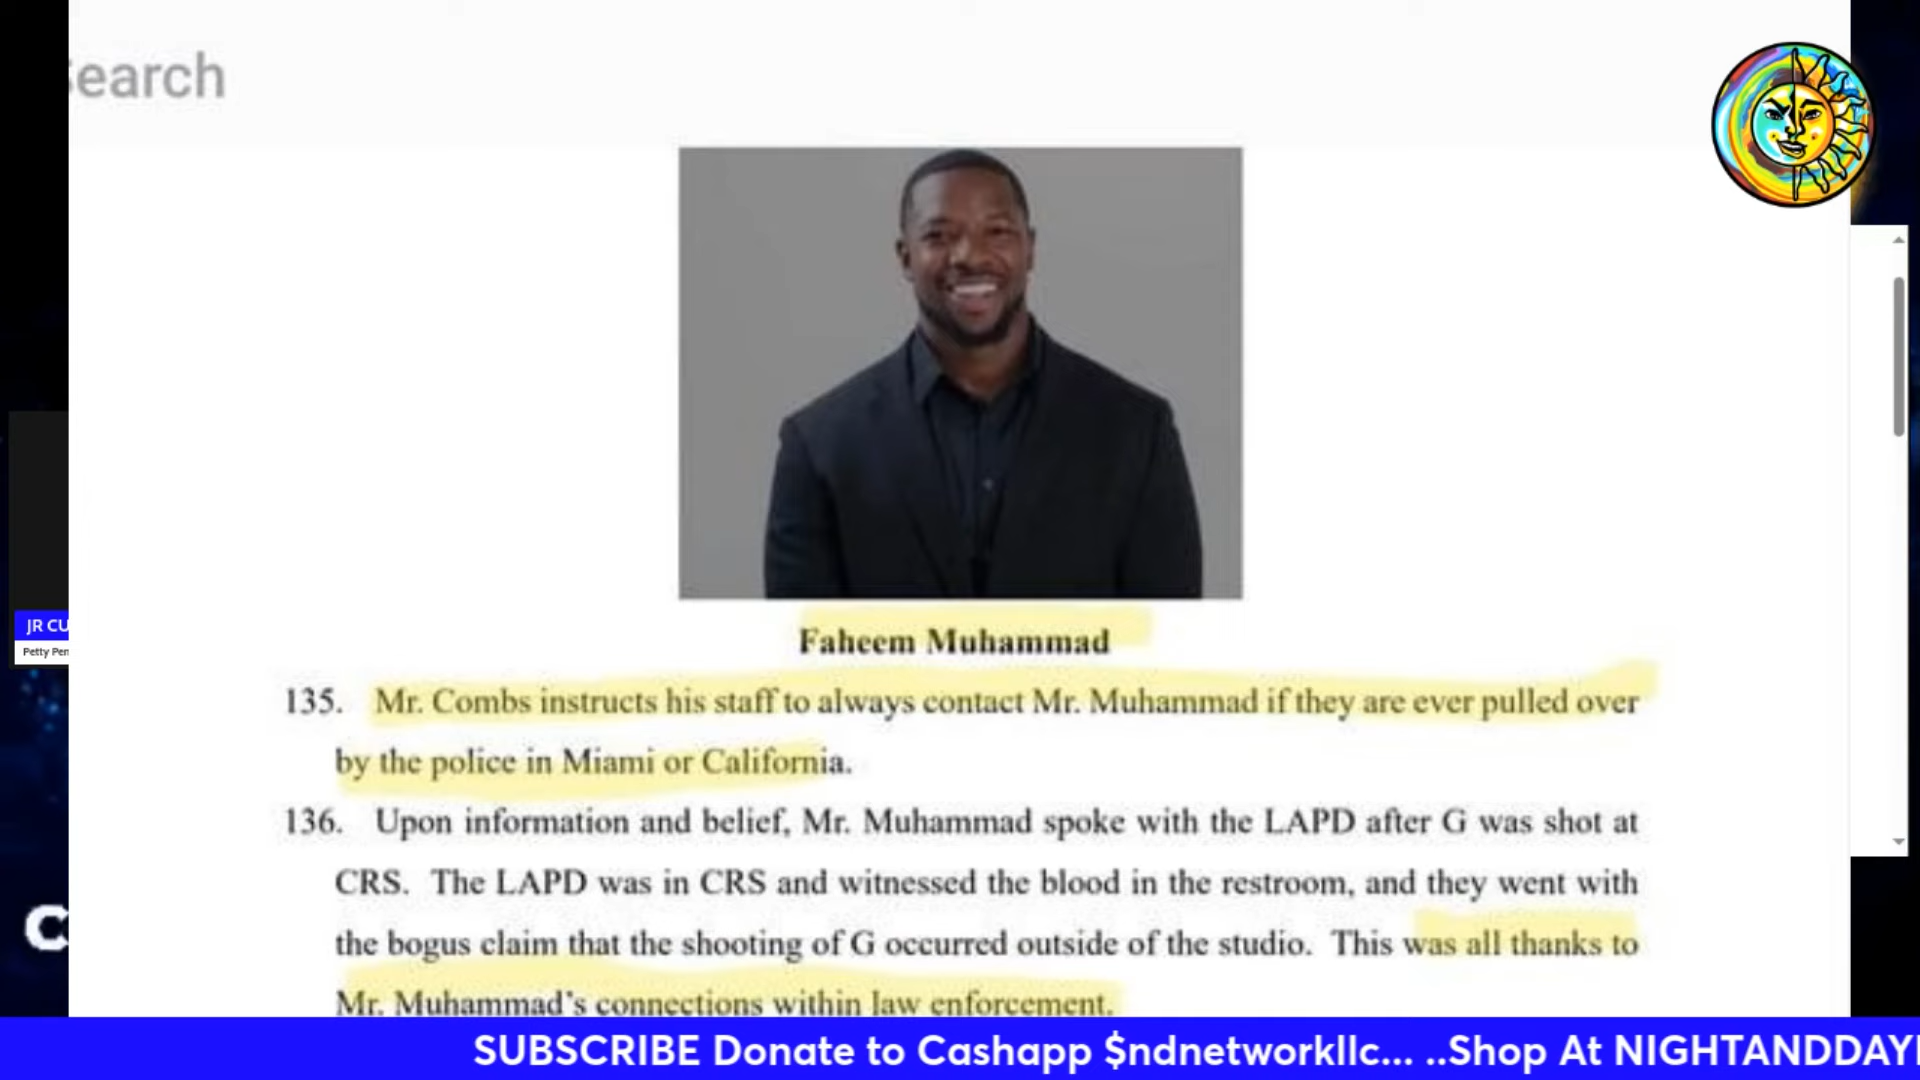 Search
Faheem Muhammad
135. Mr. Combs instructs his staff to always contact Mr. Muhammad if they are ever pulled over
by the police in Miami or California.
136. Upon information and belief, Mr. Muhammad spoke with the LAPD after G was shot at
CRS. The LAPD was in CRS and witnessed the blood in the restroom, and they went with
the bogus claim that the shooting of G occurred outside of the studio. This was all thanks to
Mr. Muhammad's connections within law enforcement.
JR CU
Petty Pen
C
SUBSCRIBE Donate to Cashapp $ndnetworkllc... ..Shop At NIGHTANDDAY